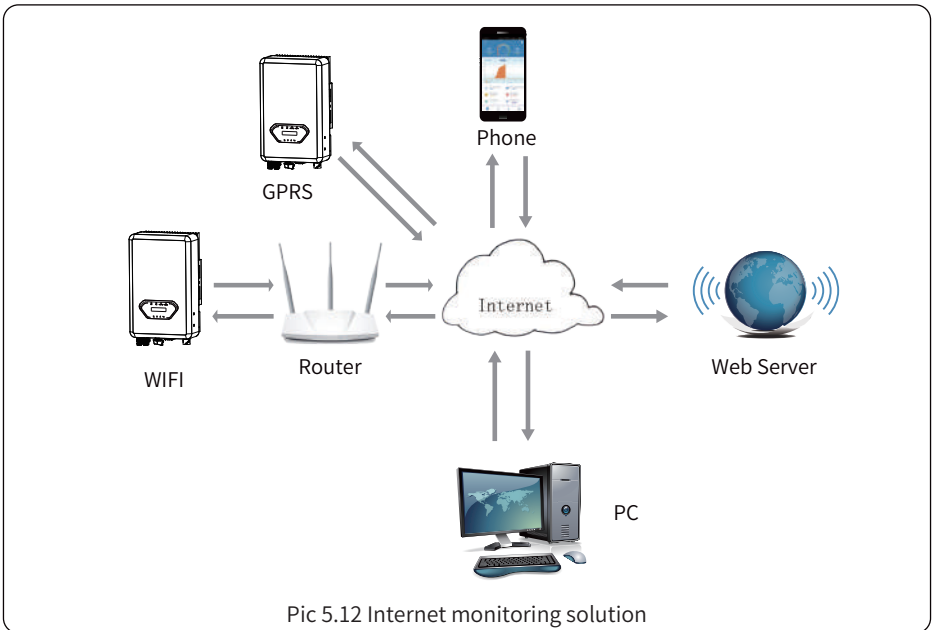 Phone
GPRS
Internet
WIFI
Router
Web Server
PC
Pic 5.12 Internet monitoring solution